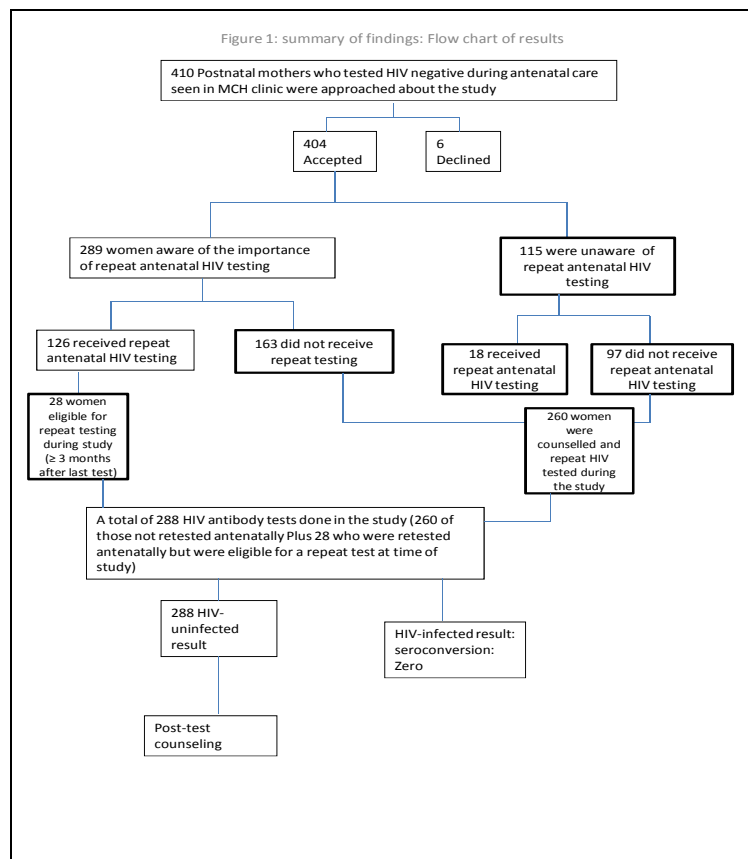 Figure 1: summary of findings: Flow chart of results
410 Postnatal mothers who tested HIV negative during antenatal care
seen in MCH clinic were approached about the study
404
Accepted
6
Declined
289 women aware of the importance
of repeat antenatal HIV testing
115 were unaware of
repeat antenatal HIV
testing
126 received repeat
antenatal HIV testing
163 did not receive
repeat testing
18 received
repeat antenatal
HIV testing
97 did not receive
repeat antenatal
HIV testing
28 women
eligible for
repeat testing
during study
(≥ 3 months
after last test)
260 women
were
counselled and
repeat HIV
tested during
the study
A total of 288 HIV antibody tests done in the study (260 of
those not retested antenatally Plus 28 who were retested
antenatally but were eligible for a repeat test at time of
study)
288 HIV-
uninfected
result
HIV-infected result:
seroconversion:
Zero
Post-test
counseling